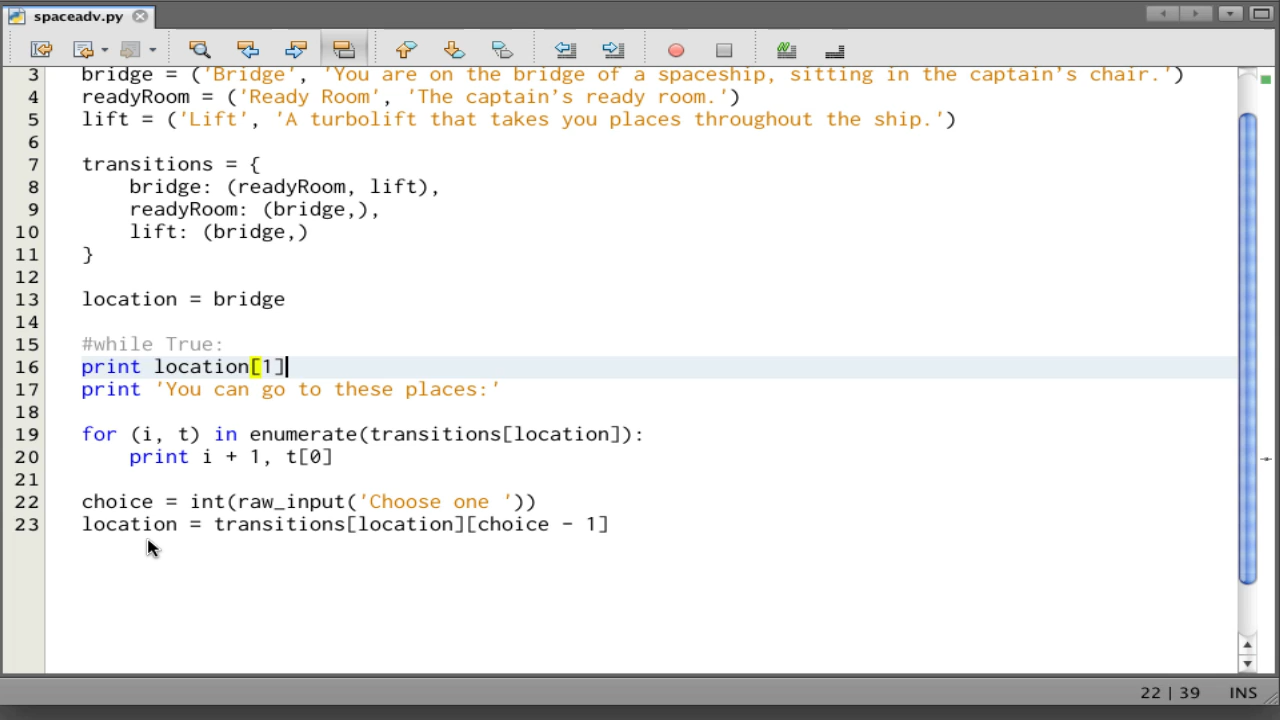 spaceadv.py
3 bridge = ('Bridge', 'You are on the bridge of a spaceship, sitting in the captain's chair.')
4 readyRoom = ('Ready Room', 'The captain's ready room.')
5 lift = ('Lift', 'A turbolift that takes you places throughout the ship.')
6
7 transitions = {
8     bridge: (readyRoom, lift),
9     readyRoom: (bridge,),
10     lift: (bridge,)
11 }
12
13 location = bridge
14
15 #while True:
16 print location[1]
17 print 'You can go to these places:'
18
19 for (i, t) in enumerate(transitions[location]):
20     print i + 1, t[0]
21
22 choice = int(raw_input('Choose one '))
23 location = transitions[location][choice - 1]
22 | 39 INS